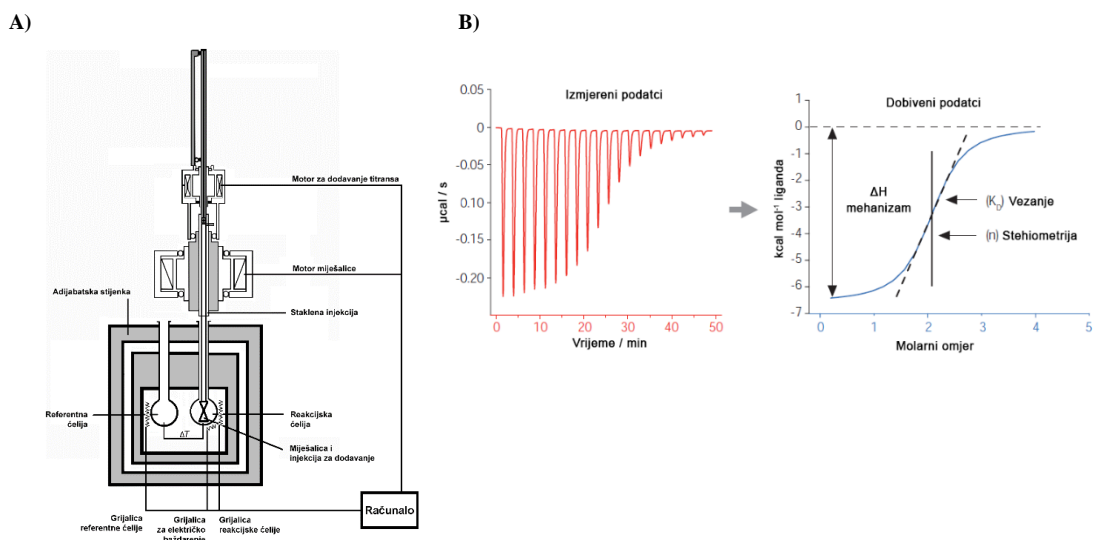 A)
Motor za dodavanje titransa
Motor miješalice
Adijabatska stijenka
Staklena injekcija
Referentna
ćelija
Reakcijska
ćelija
ΔT
Miješalica i
injekcija za dodavanje
Računalo
Grijalica
referentne ćelije
Grijalica
za električko
baždarenje
Grijalica
reakcijske ćelije
B)
Izmjereni podatci
0.05
0
-0.05
-0.10
-0.15
-0.20
µcal / s
0
10
20
30
40
50
Vrijeme / min
Dobiveni podatci
1
0
-1
-2
-3
-4
-5
-6
-7
kcal mol⁻¹ liganda
ΔH
mehanizam
(K_D) Vezanje
(n) Stehiometrija
0
1
2
3
4
5
Molarni omjer